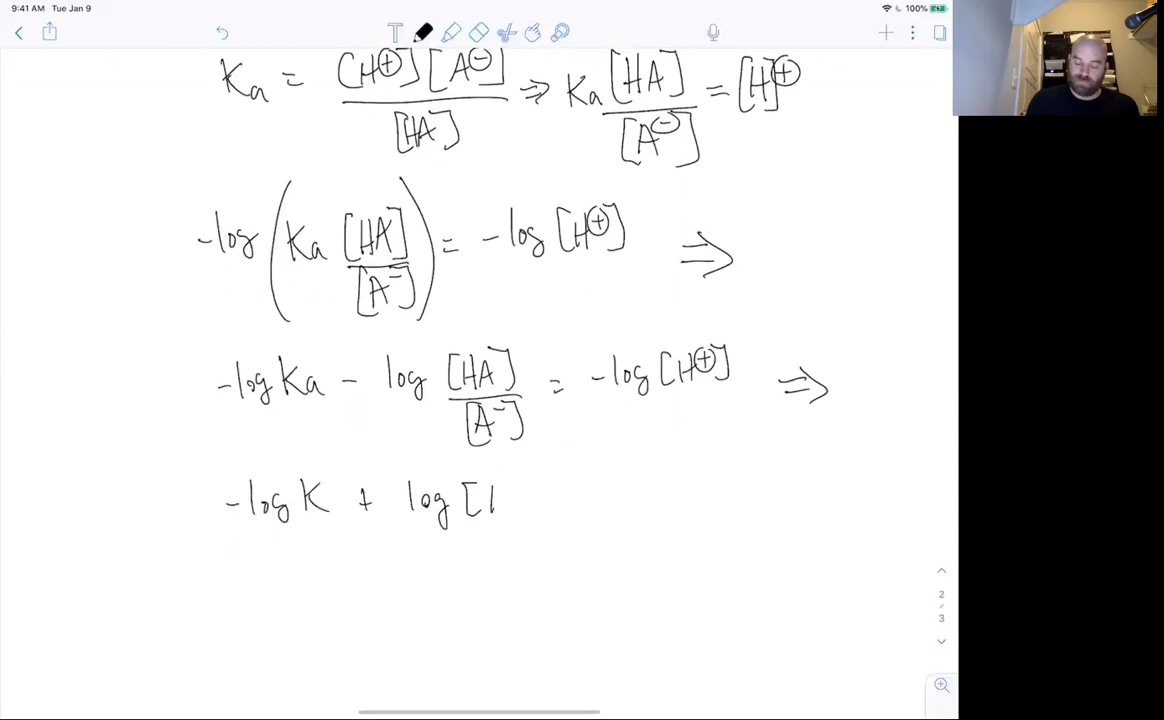 9:41 AM Tue Jan 9
100%
Ka = [H⊕][A⊖] / [HA] ⇒ Ka [HA] / [A⊖] = [H]⊕
-log (Ka [HA] / [A⁻]) = -log [H⊕] ⇒
-log Ka - log [HA] / [A⁻] = -log [H⊕] ⇒
-log K + log [
2
/
3